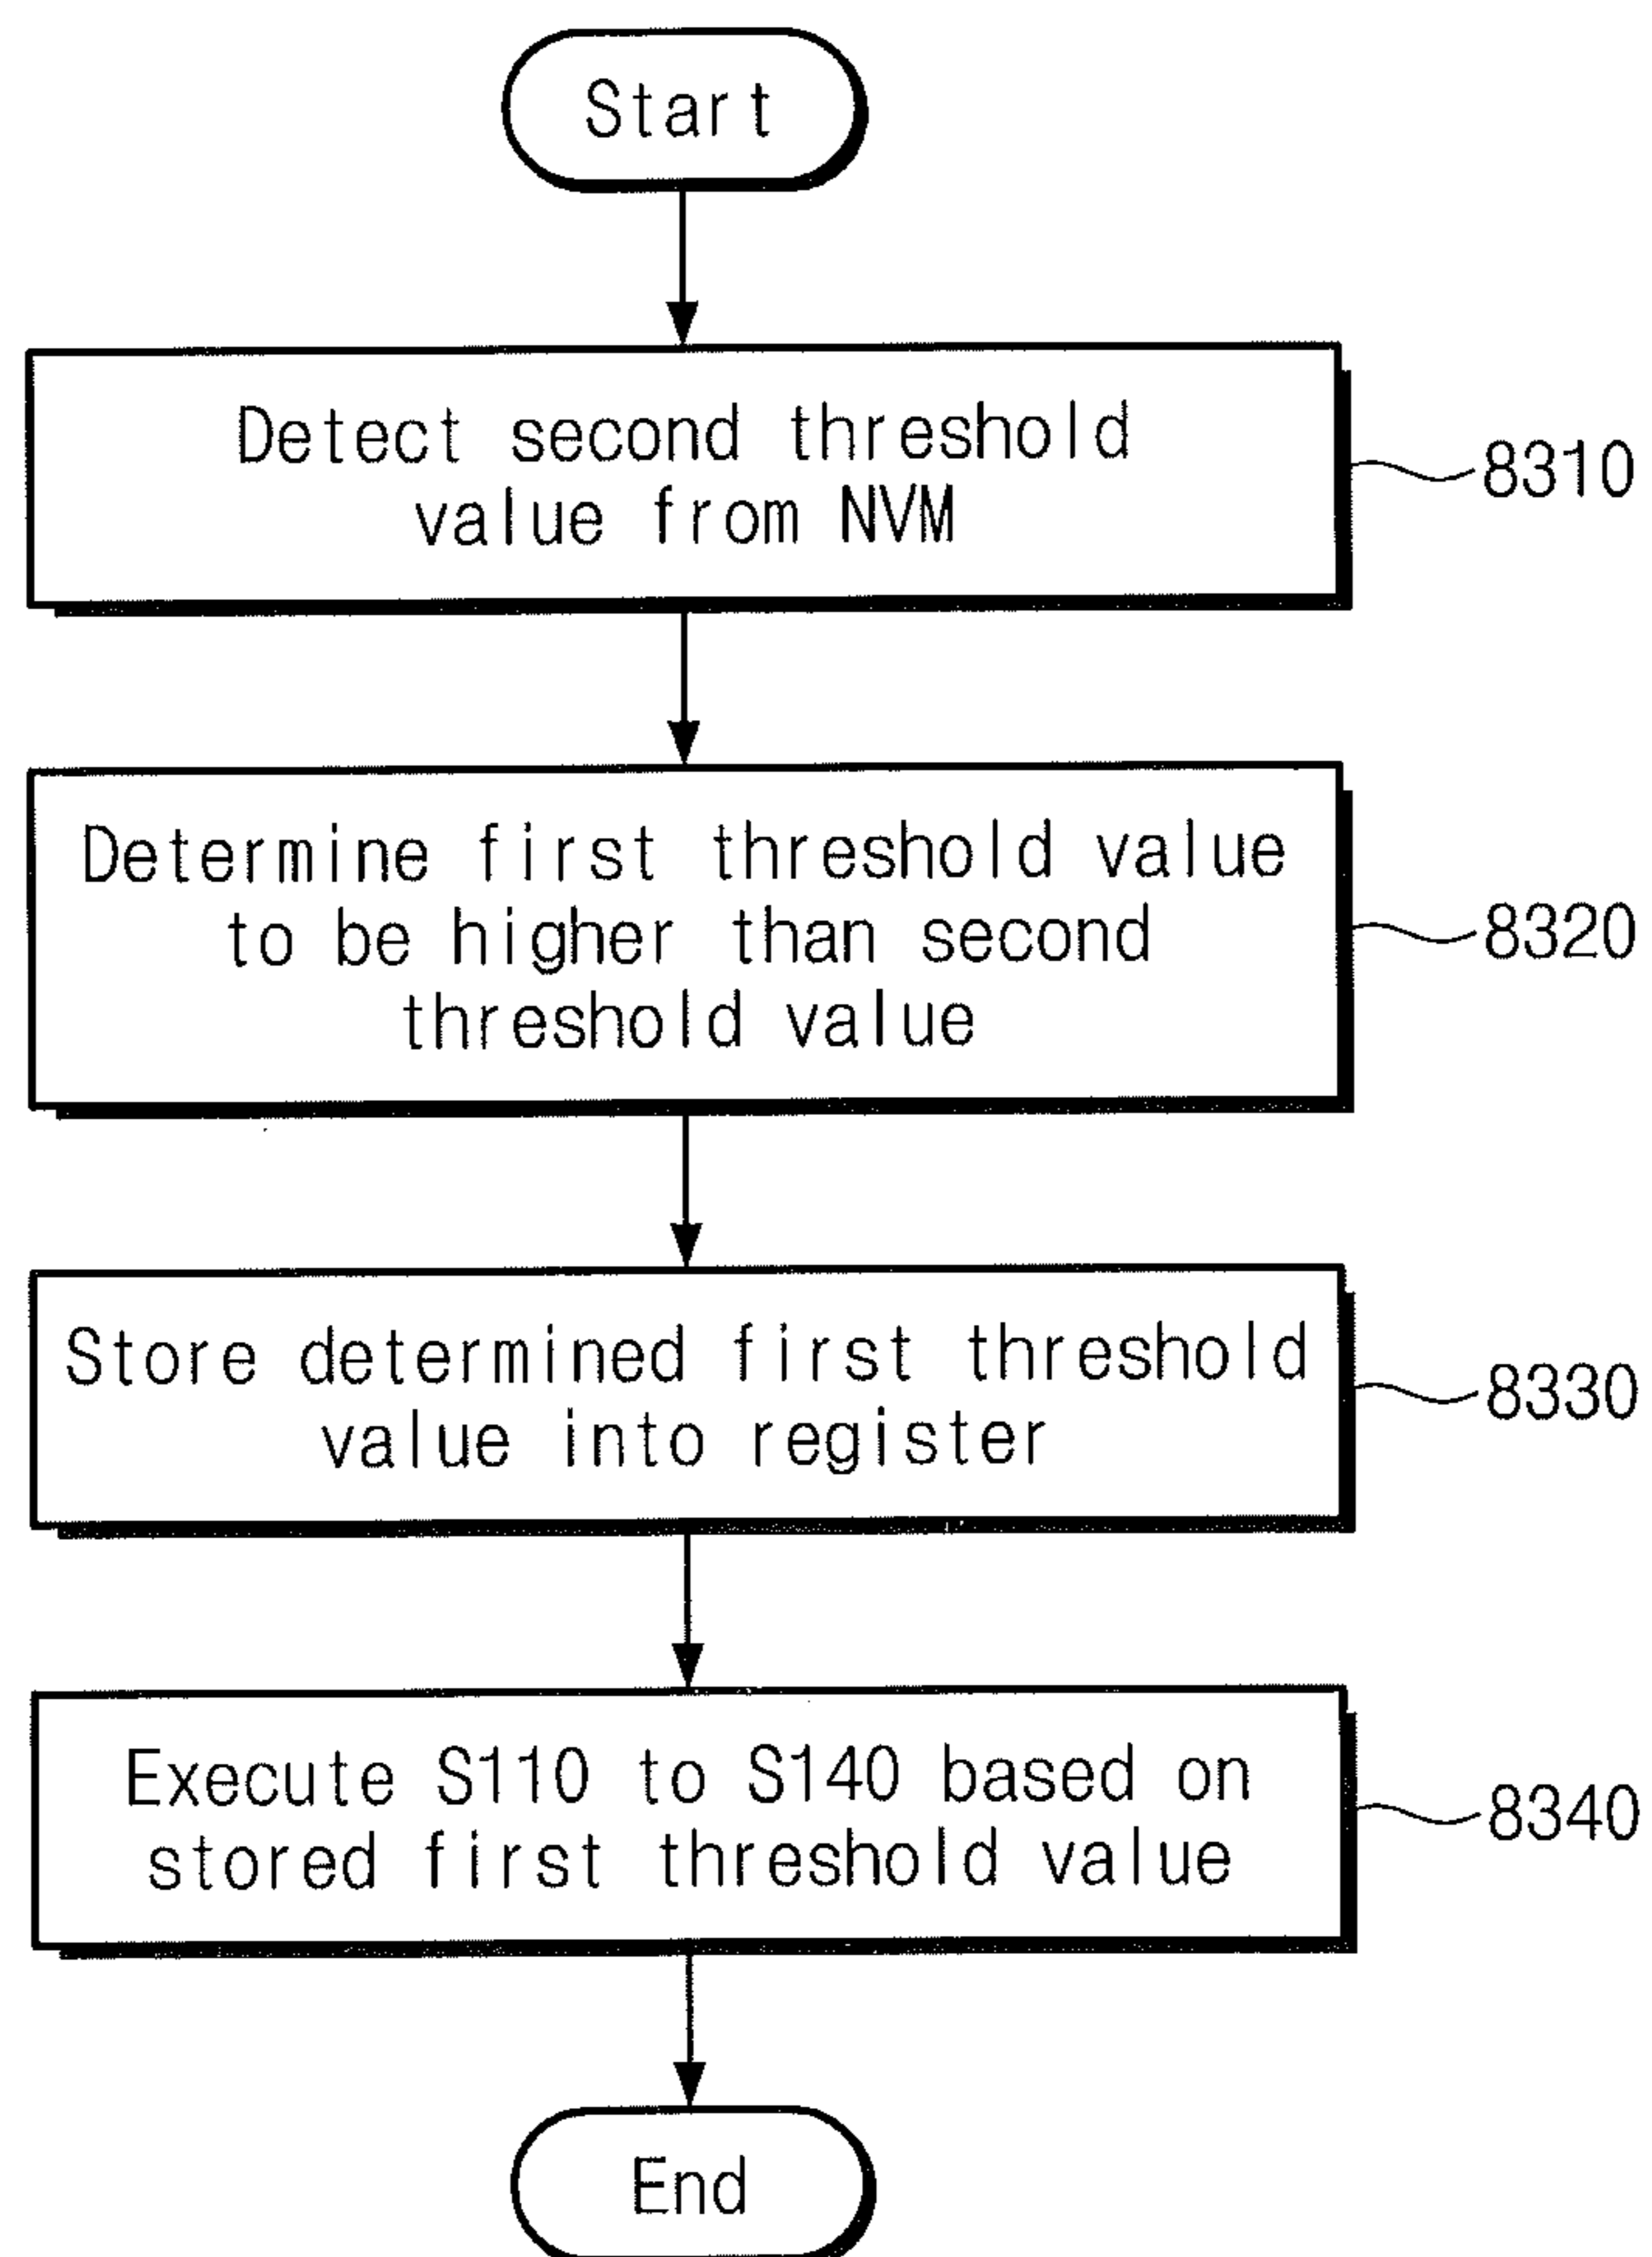 Start
Detect second threshold
value from NVM
8310
Determine first threshold value
to be higher than second
threshold value
8320
Store determined first threshold
value into register
8330
Execute S110 to S140 based on
stored first threshold value
8340
End